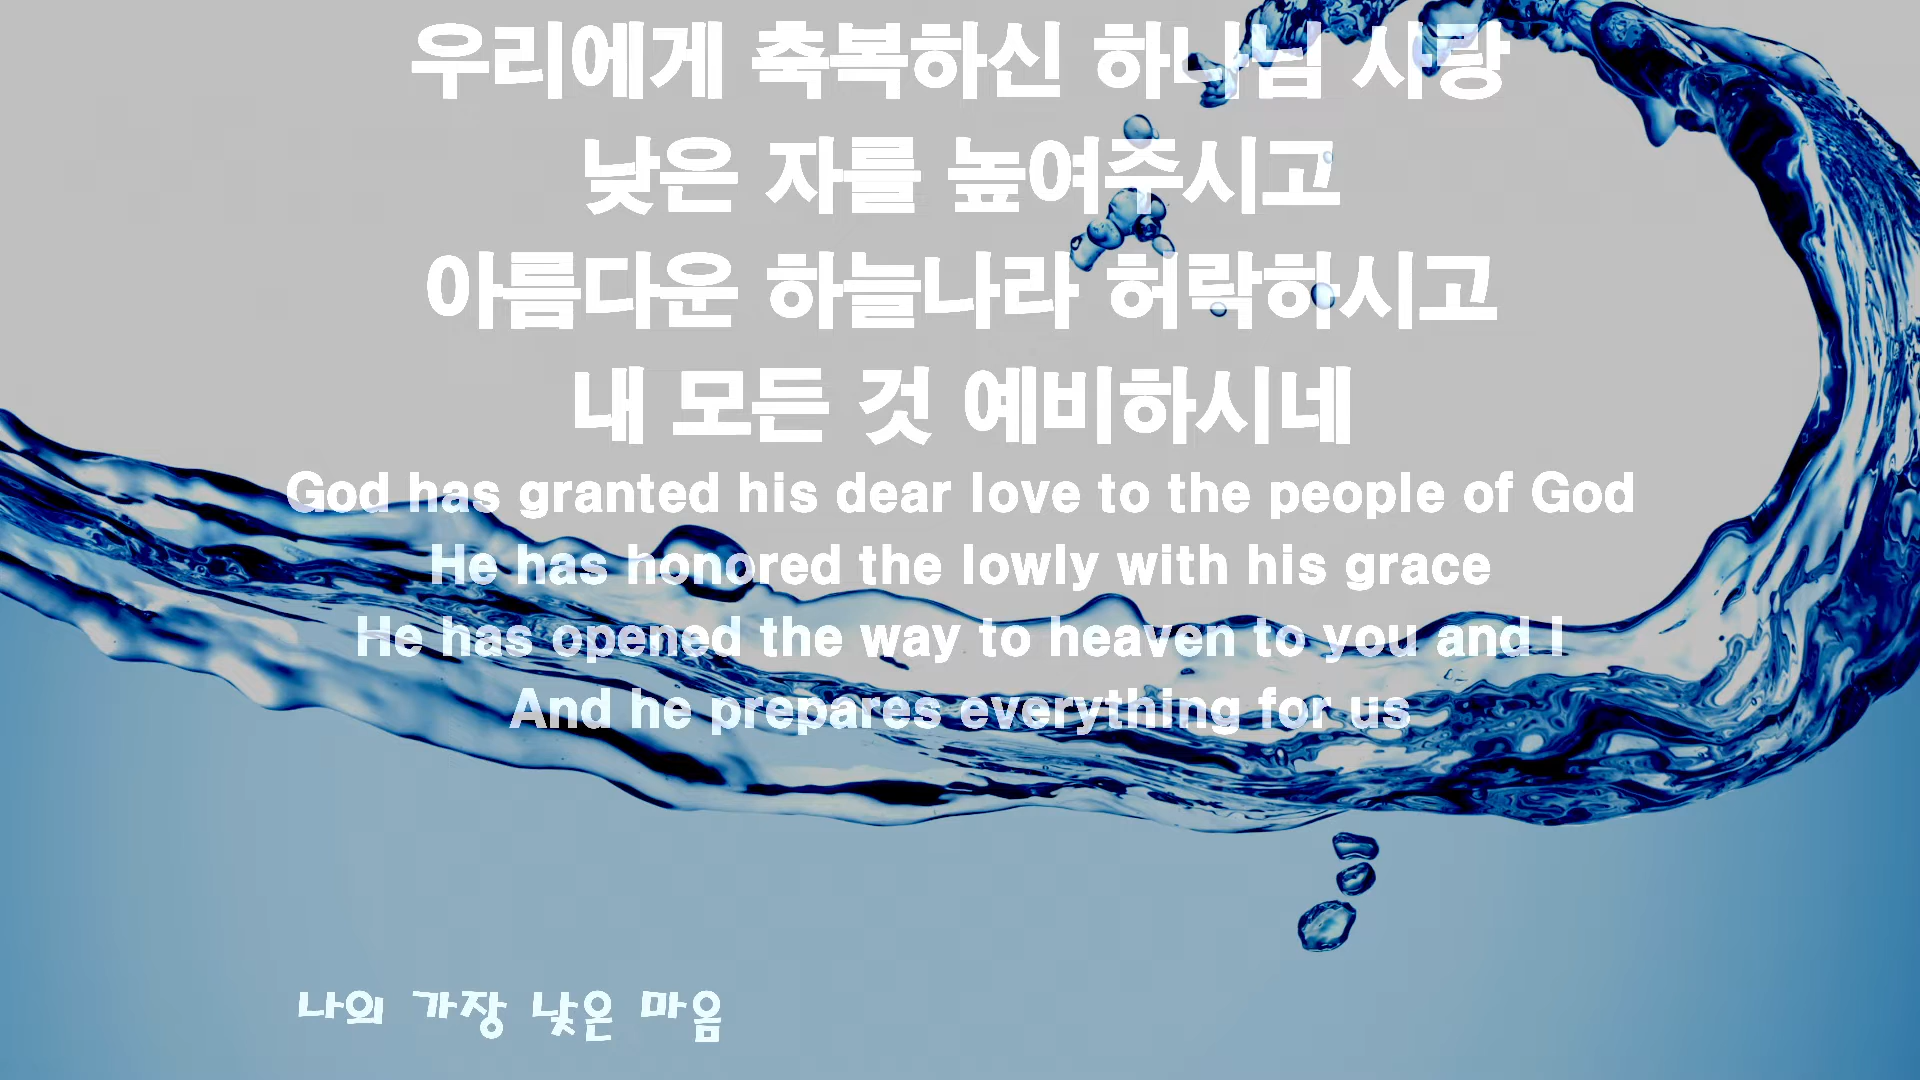 우리에게 축복하신 하나님 사랑
낮은 자를 높여주시고
아름다운 하늘나라 허락하시고
내 모든 것 예비하시네
God has granted his dear love to the people of God
He has honored the lowly with his grace
He has opened the way to heaven to you and I
And he prepares everything for us
나의 가장 낮은 마음